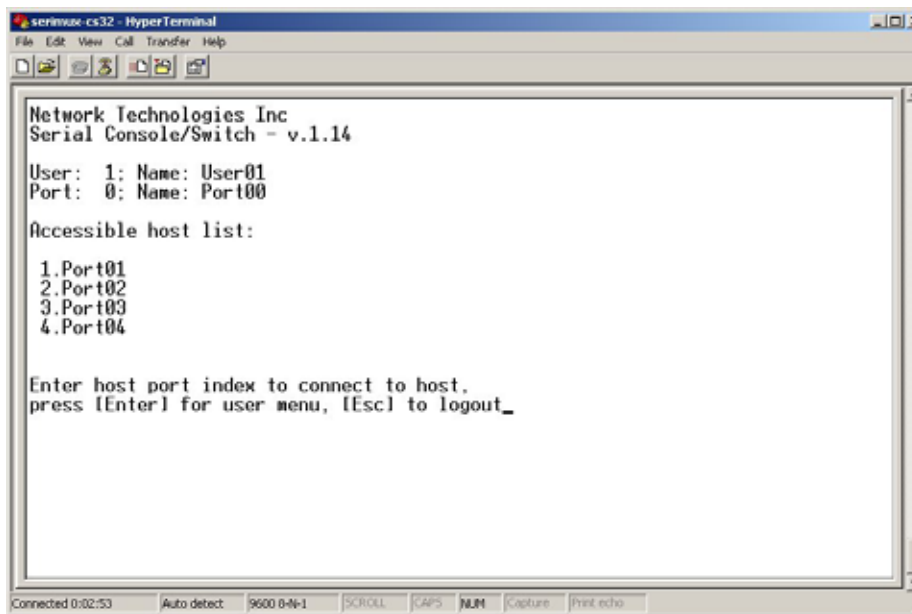 serimux-cs32 - HyperTerminal
File Edit View Call Transfer Help
Network Technologies Inc
Serial Console/Switch - v.1.14
User: 1; Name: User01
Port: 0; Name: Port00
Accessible host list:
1.Port01
2.Port02
3.Port03
4.Port04
Enter host port index to connect to host,
press [Enter] for user menu, [Esc] to logout_
Connected 0:02:53 Auto detect 9600 8-N-1 SCROLL CAPS NUM Capture Print echo